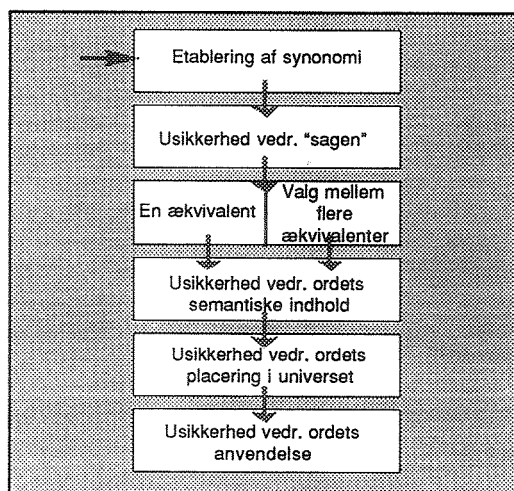 Etablering af synonomi
Usikkerhed vedr. "sagen"
En ækvivalent
Valg mellem
flere
ækvivalenter
Usikkerhed vedr. ordets
semantiske indhold
Usikkerhed vedr. ordets
placering i universet
Usikkerhed vedr. ordets
anvendelse